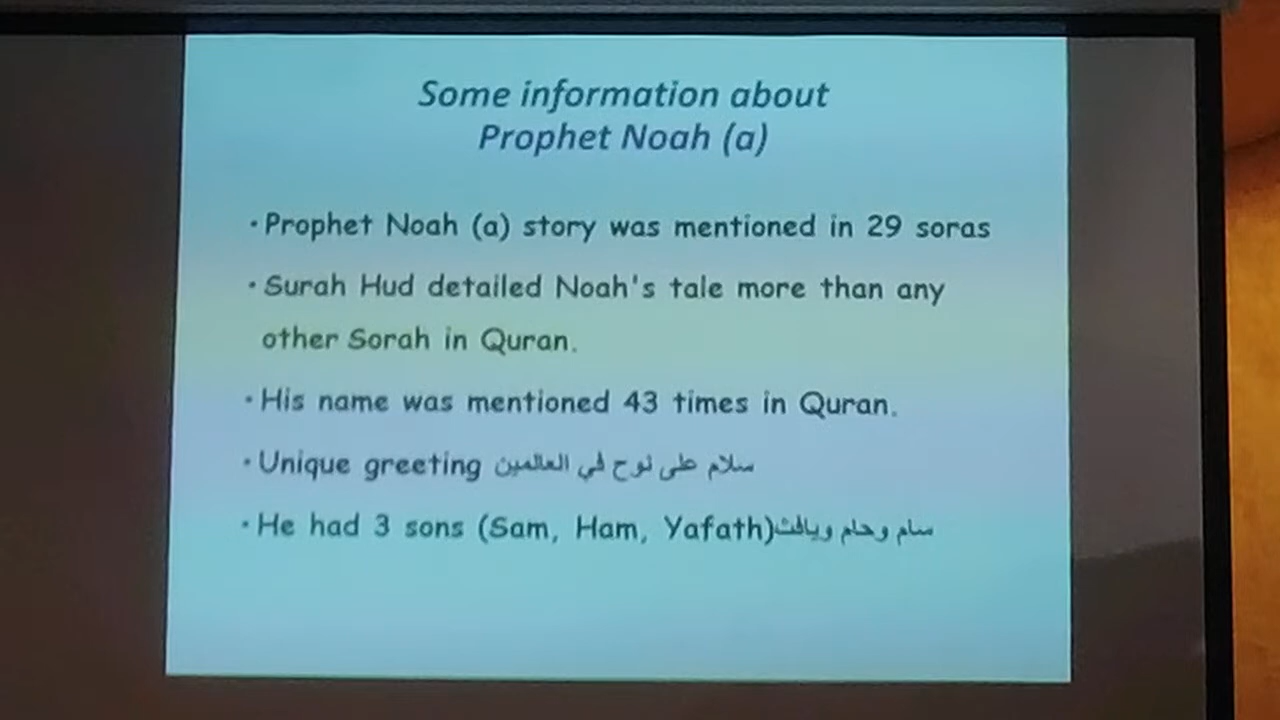 Some information about
Prophet Noah (a)
• Prophet Noah (a) story was mentioned in 29 soras
• Surah Hud detailed Noah's tale more than any
other Sorah in Quran.
• His name was mentioned 43 times in Quran.
• Unique greeting سلام على نوح في العالمين
• He had 3 sons (Sam, Ham, Yafath)سام وحام ويافث